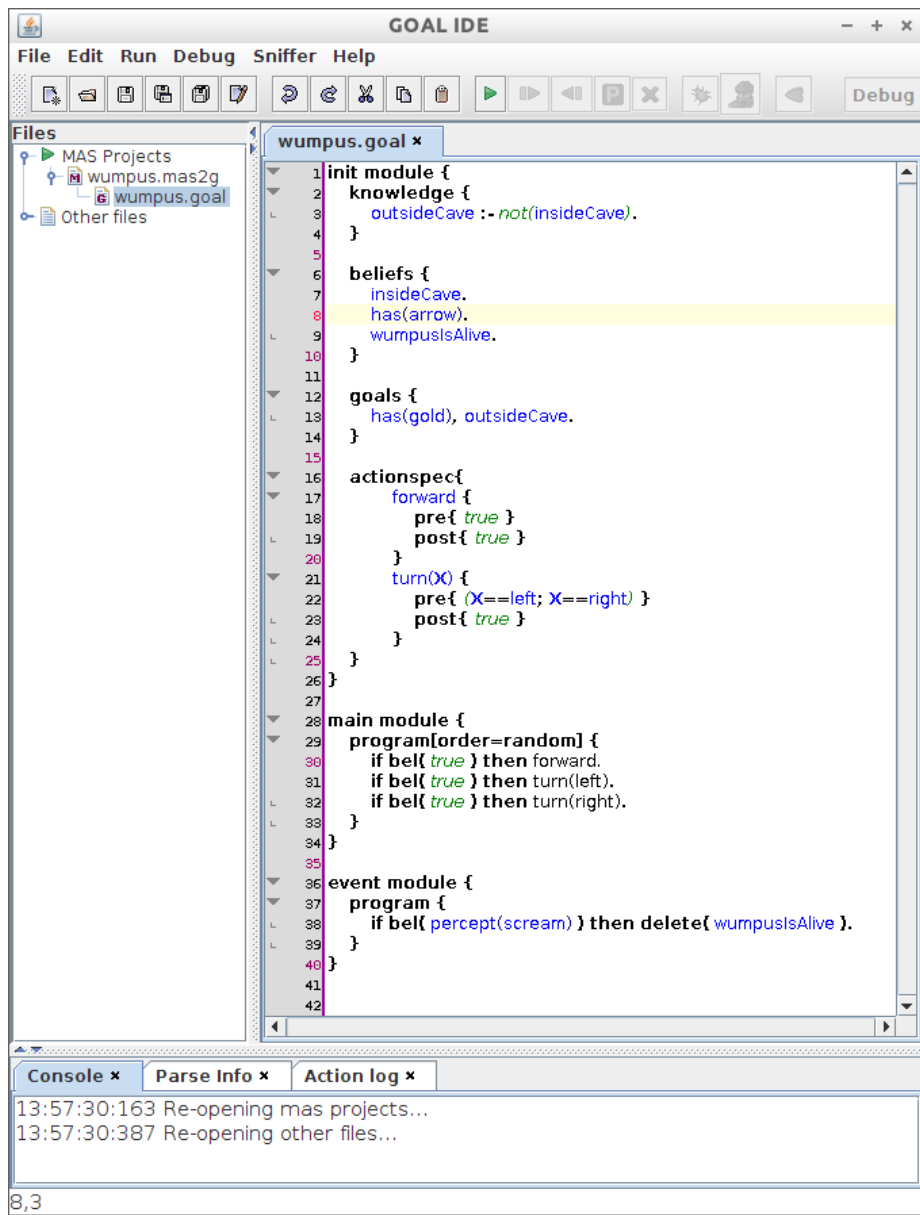 GOAL IDE
File Edit Run Debug Sniffer Help
P Debug
Files
MAS Projects
M wumpus.mas2g
G wumpus.goal
Other files
wumpus.goal ×
1 init module {
2 knowledge {
3 outsideCave :- not(insideCave).
4 }
5
6 beliefs {
7 insideCave.
8 has(arrow).
9 wumpusIsAlive.
10 }
11
12 goals {
13 has(gold), outsideCave.
14 }
15
16 actionspec{
17 forward {
18 pre{ true }
19 post{ true }
20 }
21 turn(X) {
22 pre{ (X==left; X==right) }
23 post{ true }
24 }
25 }
26 }
27
28 main module {
29 program[order=random] {
30 if bel( true ) then forward.
31 if bel( true ) then turn(left).
32 if bel( true ) then turn(right).
33 }
34 }
35
36 event module {
37 program {
38 if bel( percept(scream) ) then delete( wumpusIsAlive ).
39 }
40 }
41
42
Console × Parse Info × Action log ×
13:57:30:163 Re-opening mas projects...
13:57:30:387 Re-opening other files...
8,3